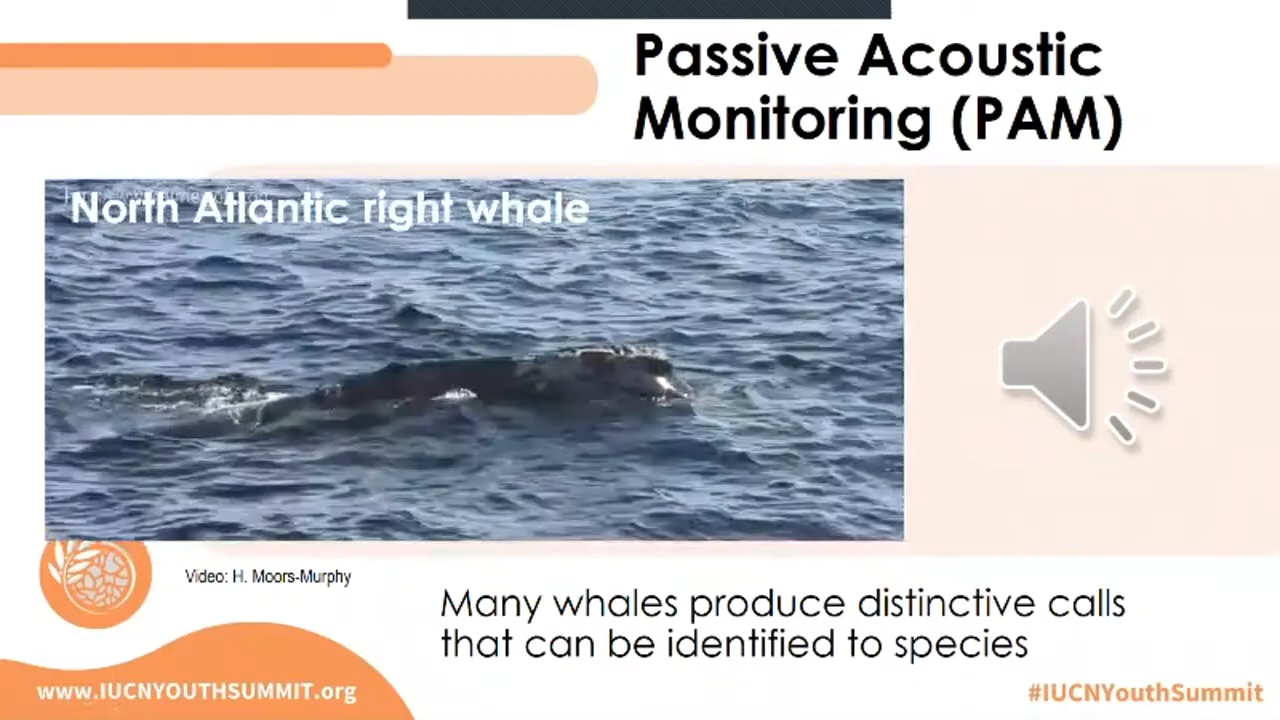 Passive Acoustic
Monitoring (PAM)
North Atlantic right whale
Video: H. Moors-Murphy
Many whales produce distinctive calls
that can be identified to species
www.IUCNYOUTHSUMMIT.org
#IUCNYouthSummit